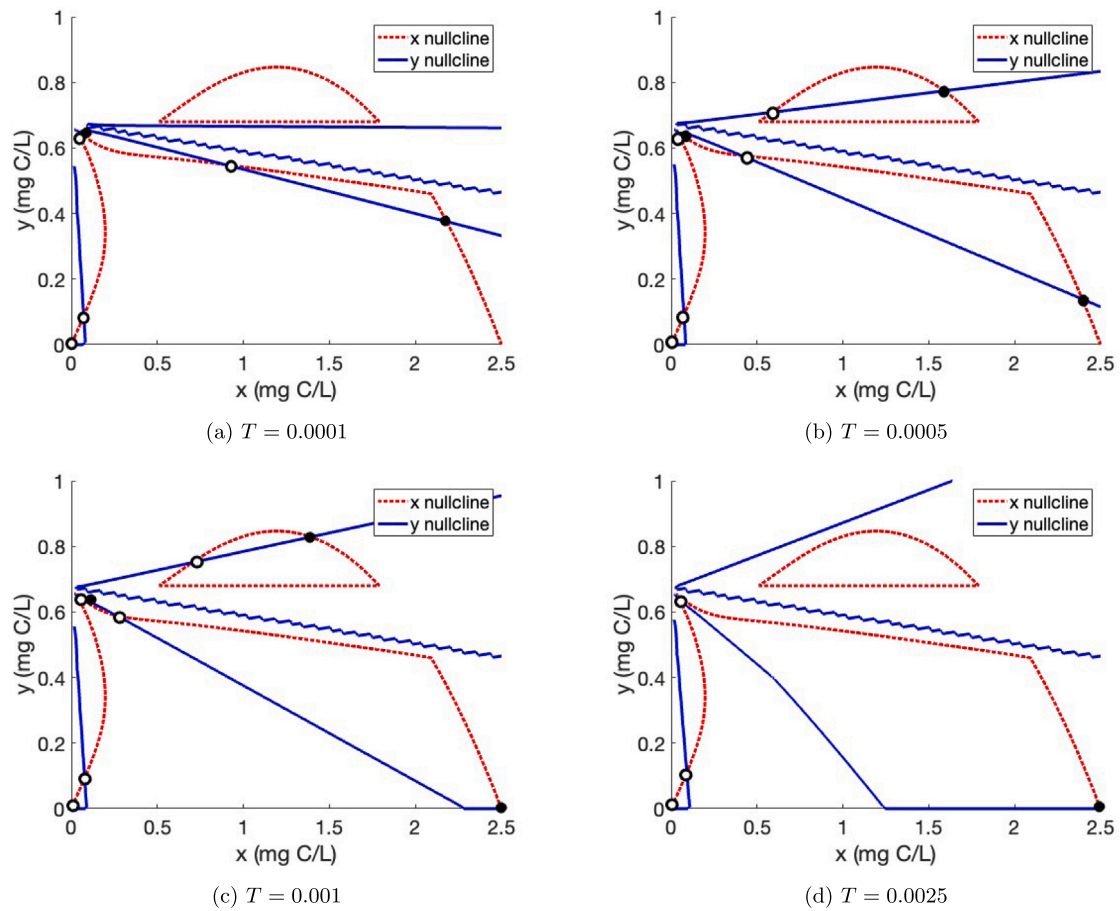 1
0.8
0.6
0.4
0.2
0
y (mg C/L)
x nullcline
y nullcline
0
0.5
1
1.5
2
2.5
x (mg C/L)
(a) T = 0.0001
1
0.8
0.6
0.4
0.2
0
y (mg C/L)
x nullcline
y nullcline
0
0.5
1
1.5
2
2.5
x (mg C/L)
(b) T = 0.0005
1
0.8
0.6
0.4
0.2
0
y (mg C/L)
x nullcline
y nullcline
0
0.5
1
1.5
2
2.5
x (mg C/L)
(c) T = 0.001
1
0.8
0.6
0.4
0.2
0
y (mg C/L)
x nullcline
y nullcline
0
0.5
1
1.5
2
2.5
x (mg C/L)
(d) T = 0.0025